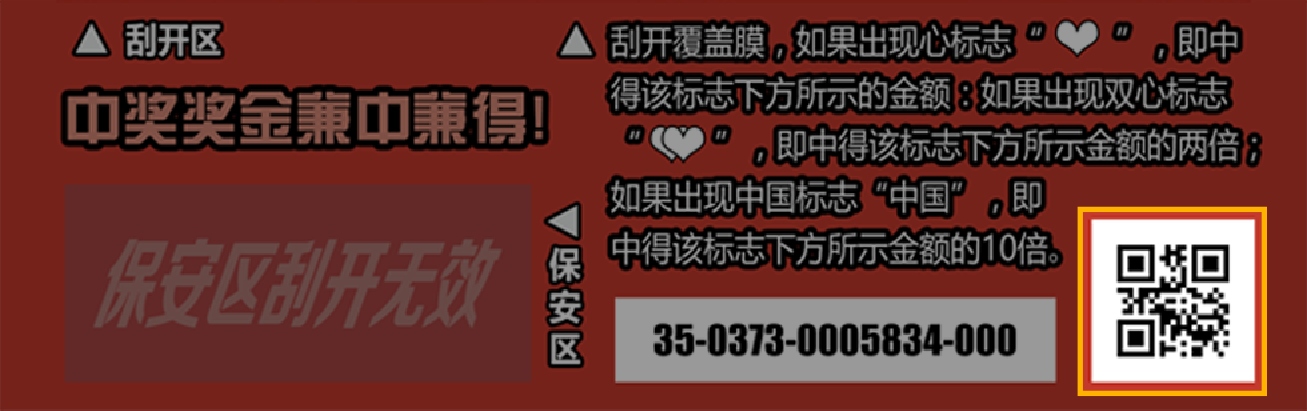 ▲ 刮开区
中奖奖金兼中兼得!
保安区刮开无效
◀保安区
▲ 刮开覆盖膜，如果出现心标志“♥”，即中
得该标志下方所示的金额：如果出现双心标志
“♥♥”，即中得该标志下方所示金额的两倍；
如果出现中国标志“中国”，即
中得该标志下方所示金额的10倍。
35-0373-0005834-000